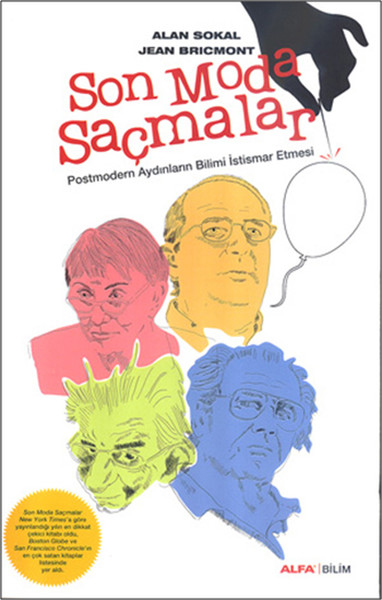 ALAN SOKAL
JEAN BRICMONT
Son Moda
Saçmalar
Postmodern Aydınların Bilimi İstismar Etmesi
Son Moda Saçmalar
New York Times'a göre
yayınlandığı yılın en dikkat
çekici kitabı oldu,
Boston Globe ve
San Francisco Chronicle'ın
en çok satan kitaplar
listesinde
yer aldı.
ALFA | BİLİM